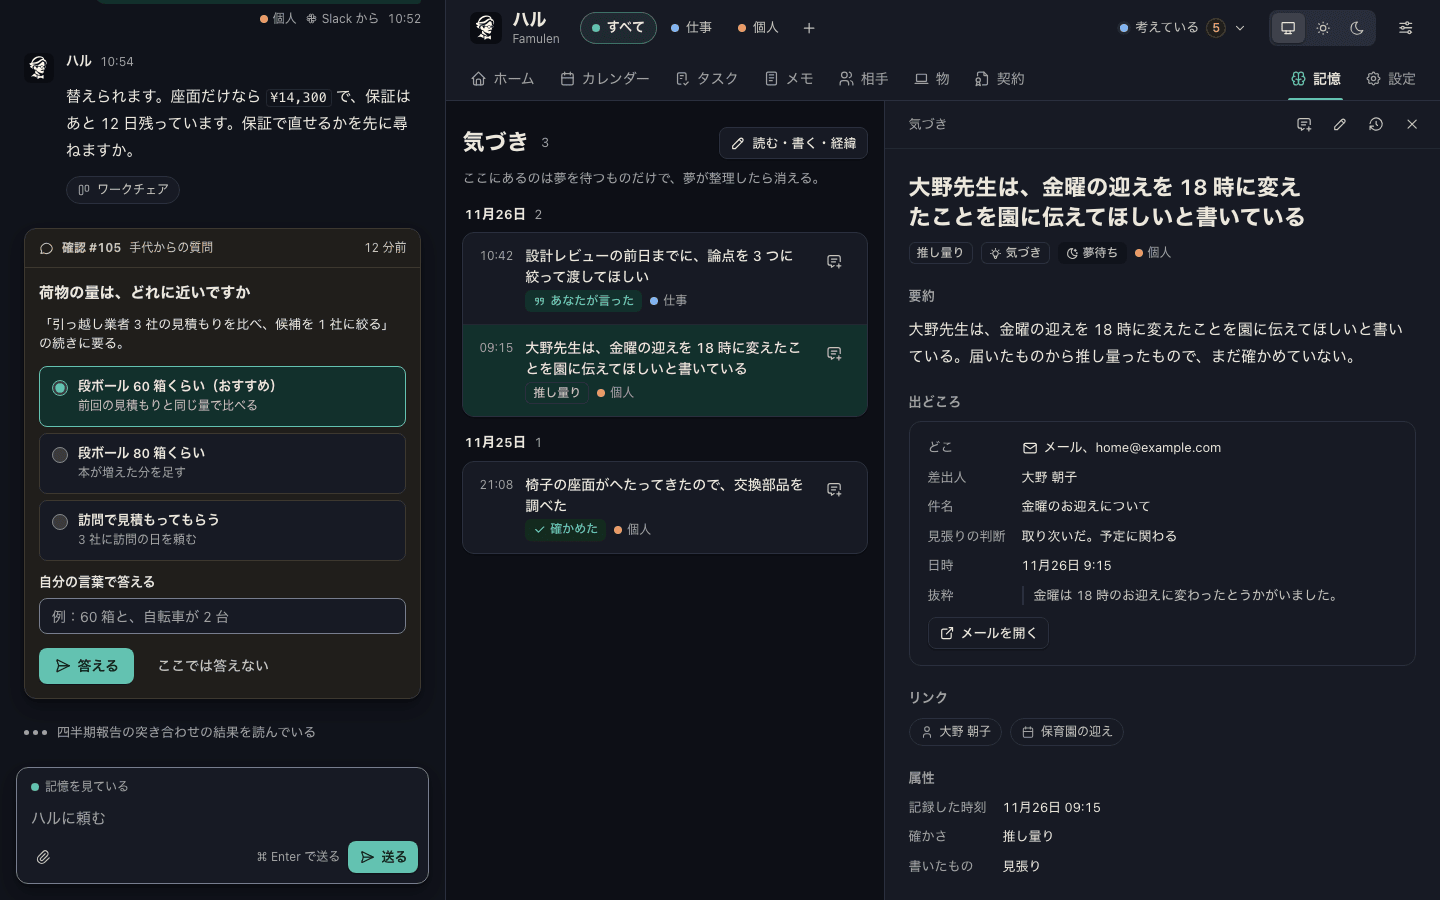 個人 Slack から 10:52
ハル 10:54
替えられます。座面だけなら ¥14,300 で、保証は
あと 12 日残っています。保証で直せるかを先に尋
ねますか。
ワークチェア
確認 #105 手代からの質問 12 分前
荷物の量は、どれに近いですか
「引っ越し業者 3 社の見積もりを比べ、候補を 1 社に絞る」
の続きに要る。
段ボール 60 箱くらい（おすすめ）
前回の見積もりと同じ量で比べる
段ボール 80 箱くらい
本が増えた分を足す
訪問で見積もってもらう
3 社に訪問の日を頼む
自分の言葉で答える
例：60 箱と、自転車が 2 台
答える ここでは答えない
四半期報告の突き合わせの結果を読んでいる
記憶を見ている
ハルに頼む
⌘ Enter で送る 送る
ハル
Famulen
すべて 仕事 個人 +
考えている 5
ホーム カレンダー タスク メモ 相手 物 契約 記憶 設定
気づき 3
読む・書く・経緯
ここにあるのは夢を待つものだけで、夢が整理したら消える。
11月26日 2
10:42 設計レビューの前日までに、論点を 3 つに
絞って渡してほしい
あなたが言った 仕事
09:15 大野先生は、金曜の迎えを 18 時に変えたこ
とを園に伝えてほしいと書いている
推し量り 個人
11月25日 1
21:08 椅子の座面がへたってきたので、交換部品を
調べた
確かめた 個人
気づき
大野先生は、金曜の迎えを 18 時に変え
たことを園に伝えてほしいと書いている
推し量り 気づき 夢待ち 個人
要約
大野先生は、金曜の迎えを 18 時に変えたことを園に伝えてほしいと書い
ている。届いたものから推し量ったもので、まだ確かめていない。
出どころ
どこ メール、home@example.com
差出人 大野 朝子
件名 金曜のお迎えについて
見張りの判断 取り次いだ。予定に関わる
日時 11月26日 9:15
抜粋 金曜は 18 時のお迎えに変わったとうかがいました。
メールを開く
リンク
大野 朝子 保育園の迎え
属性
記録した時刻 11月26日 09:15
確かさ 推し量り
書いたもの 見張り